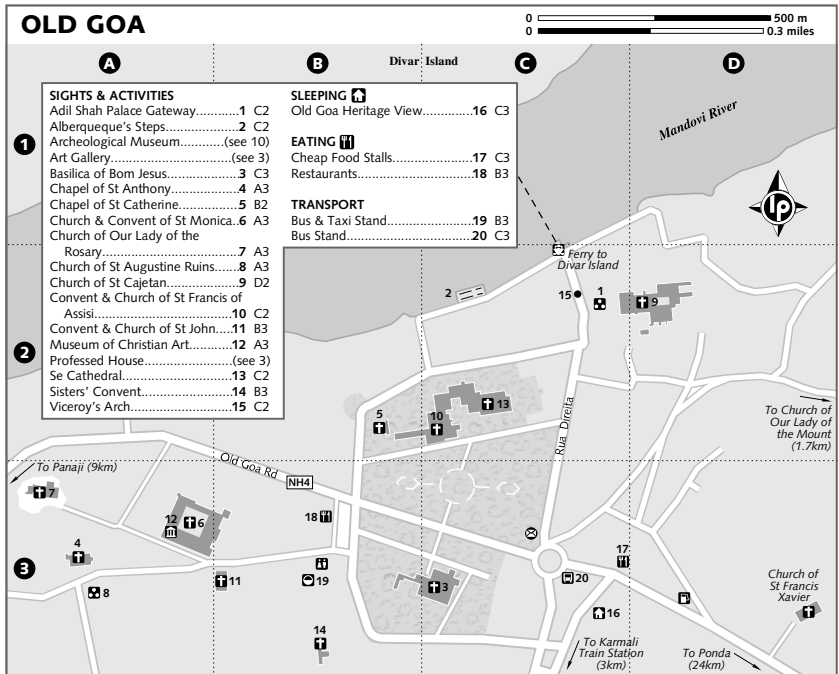 OLD GOA
0 500 m
0 0.3 miles
A B C D
Divar Island
SIGHTS & ACTIVITIES
Adil Shah Palace Gateway............1 C2
Alberqueque's Steps....................2 C2
Archeological Museum............(see 10)
Art Gallery................................(see 3)
Basilica of Bom Jesus...................3 C3
Chapel of St Anthony..................4 A3
Chapel of St Catherine................5 B2
Church & Convent of St Monica..6 A3
Church of Our Lady of the
Rosary......................................7 A3
Church of St Augustine Ruins......8 A3
Church of St Cajetan...................9 D2
Convent & Church of St Francis of
Assisi......................................10 C2
Convent & Church of St John.....11 B3
Museum of Christian Art............12 A3
Professed House.......................(see 3)
Se Cathedral..............................13 C2
Sisters' Convent.........................14 B3
Viceroy's Arch............................15 C2
SLEEPING
Old Goa Heritage View..............16 C3
EATING
Cheap Food Stalls......................17 C3
Restaurants...............................18 B3
TRANSPORT
Bus & Taxi Stand.......................19 B3
Bus Stand..................................20 C3
1
Mandovi River
lp
Ferry to
Divar Island
2
15
1
9
2
5
10
13
Rua Direita
To Church of
Our Lady of
the Mount
(1.7km)
To Panaji (9km)
Old Goa Rd
NH4
7
12
6
18
4
3
8
11
19
3
17
20
16
14
Church of
St Francis
Xavier
To Karmali
Train Station
(3km)
To Ponda
(24km)